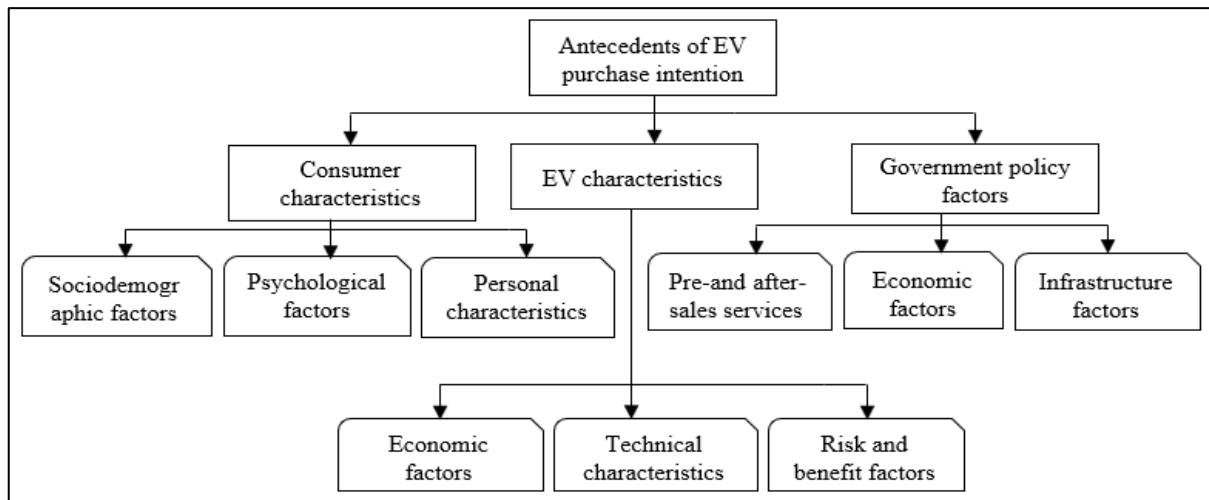 Antecedents of EV
purchase intention
Consumer
characteristics
EV characteristics
Government policy
factors
Sociodemogr
aphic factors
Psychological
factors
Personal
characteristics
Pre-and after-
sales services
Economic
factors
Infrastructure
factors
Economic
factors
Technical
characteristics
Risk and
benefit factors